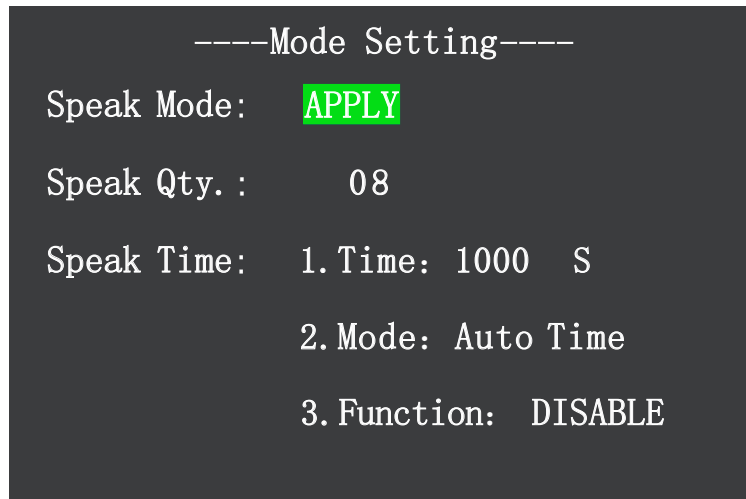 ----Mode Setting----
Speak Mode: APPLY
Speak Qty.: 08
Speak Time: 1.Time: 1000 S
2.Mode: Auto Time
3.Function: DISABLE